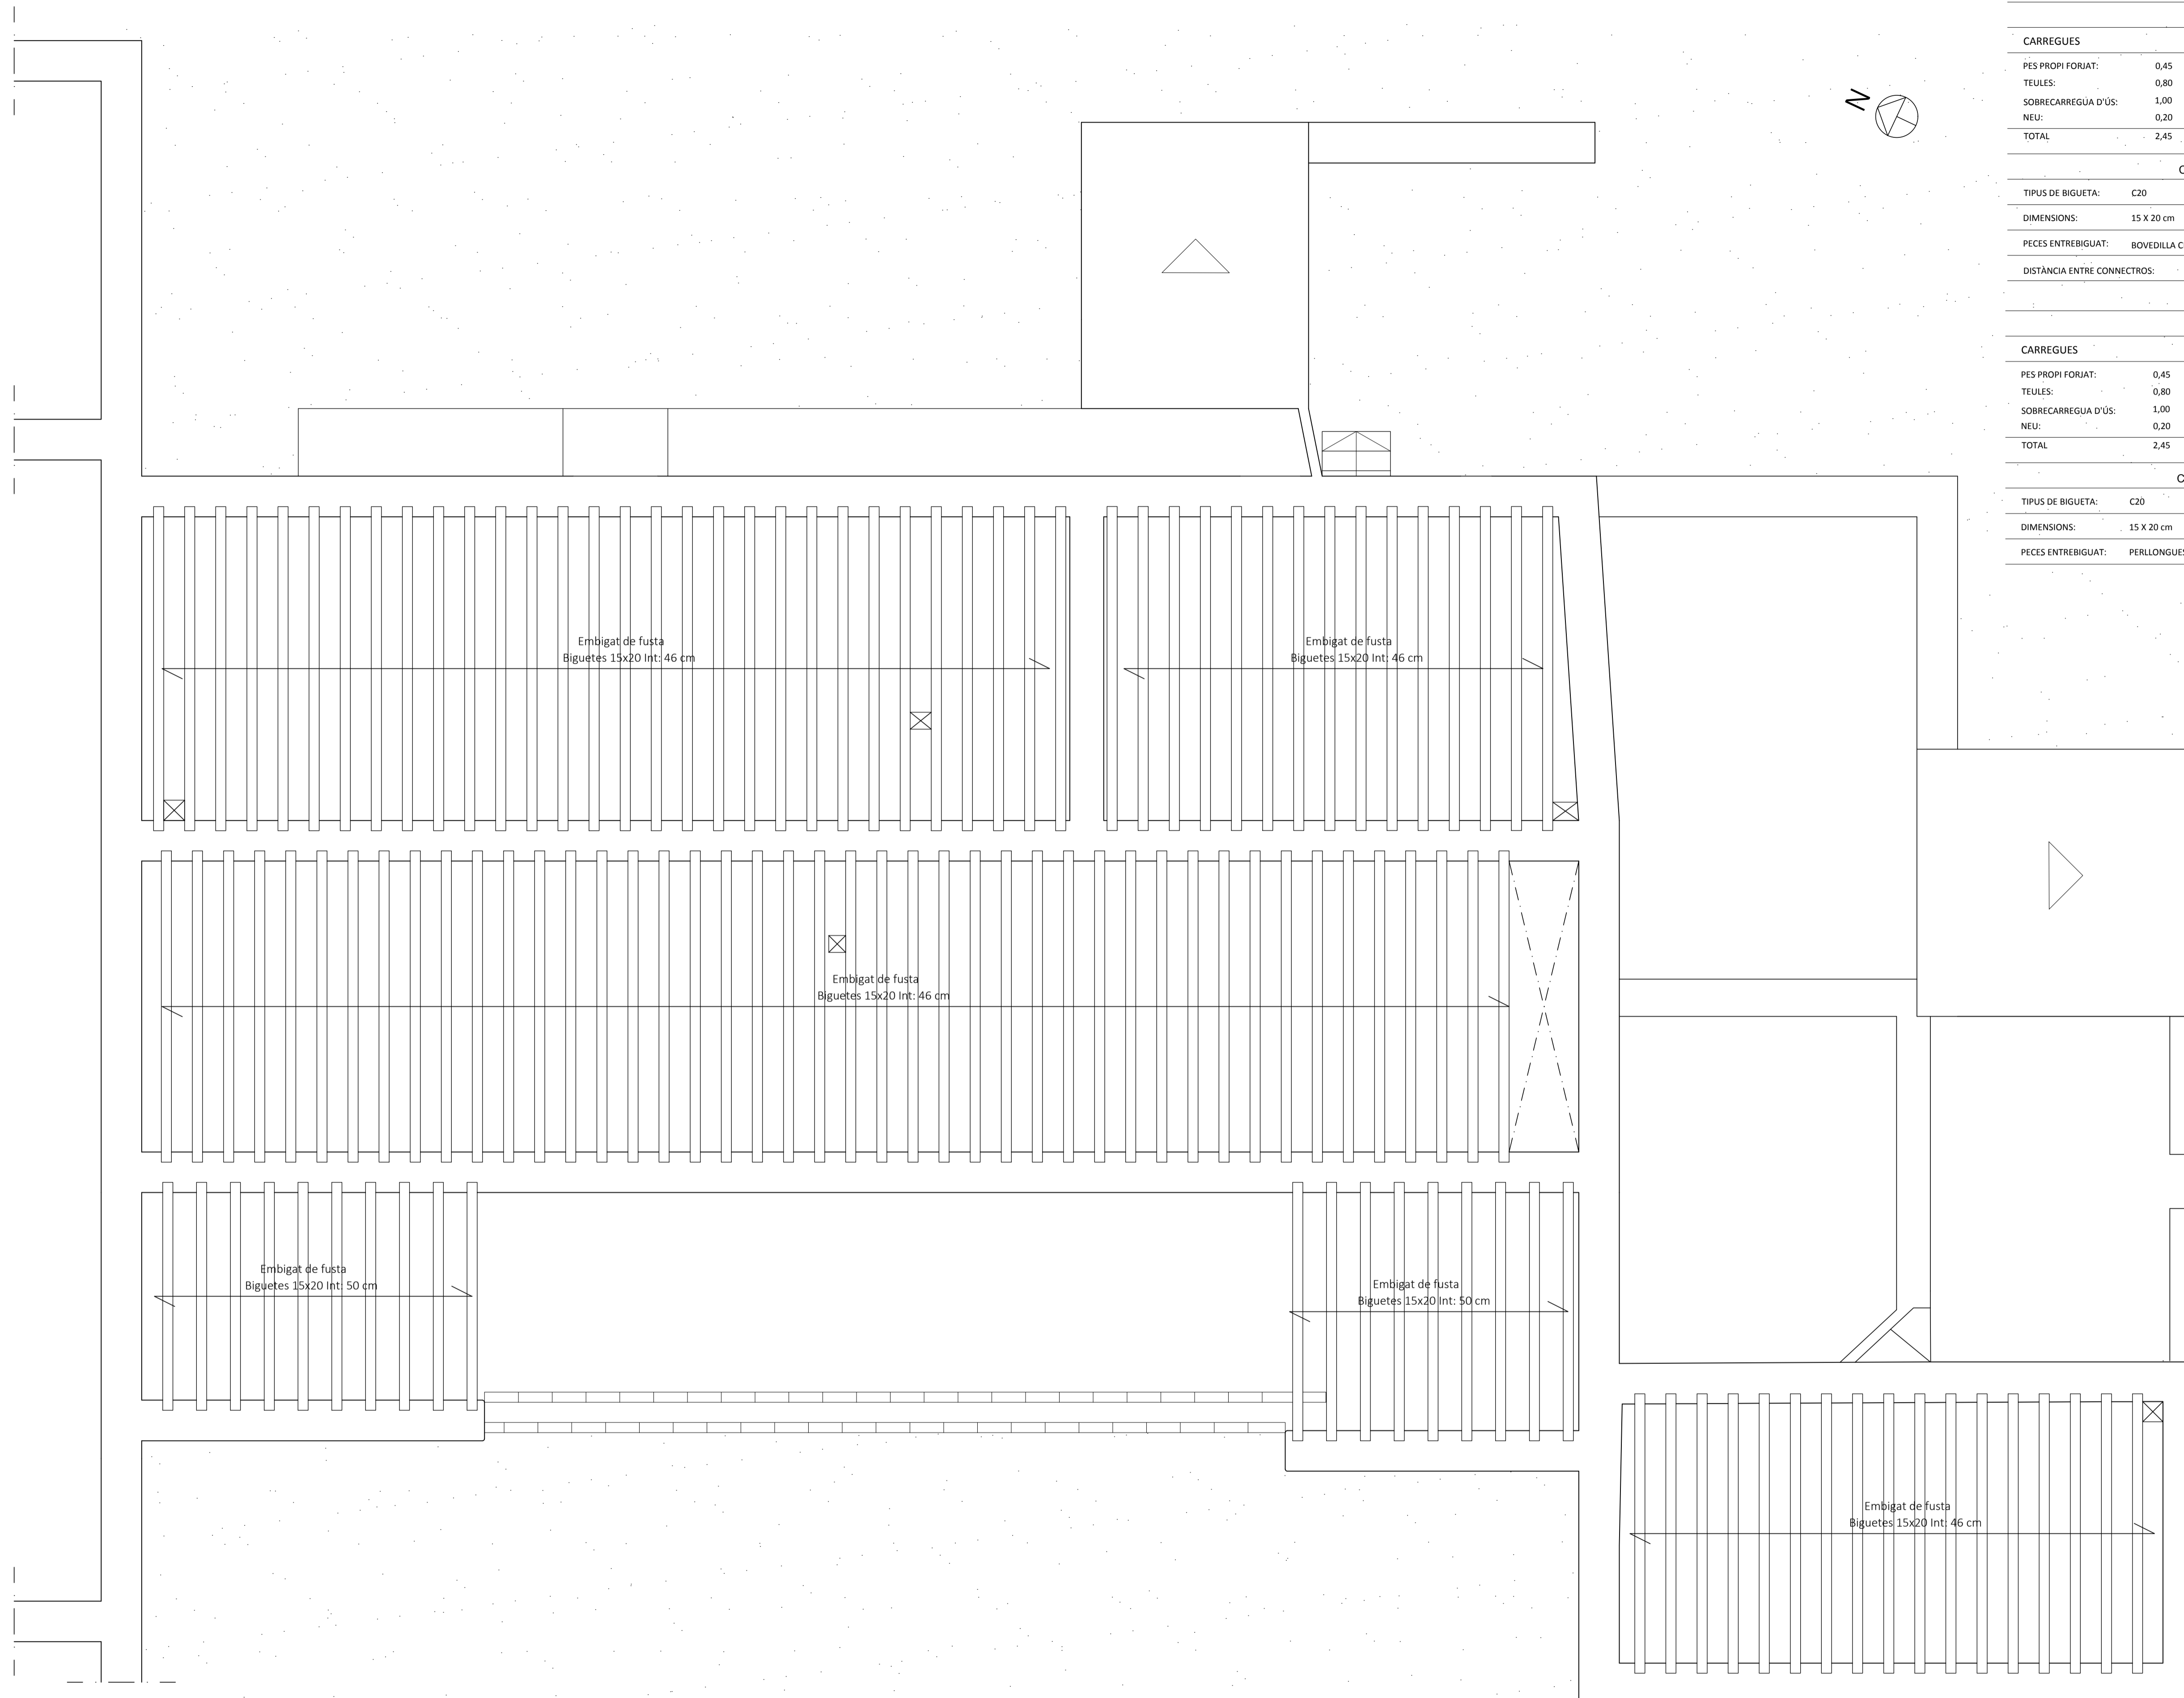 CARREGUES
PES PROPI FORJAT: 0,45
TEULES: 0,80
SOBRECARREGUA D'ÚS: 1,00
NEU: 0,20
TOTAL 2,45
C
TIPUS DE BIGUETA: C20
DIMENSIONS: 15 X 20 cm
PECES ENTREBIGUAT: BOVEDILLA C
DISTÀNCIA ENTRE CONNECTROS:
CARREGUES
PES PROPI FORJAT: 0,45
TEULES: 0,80
SOBRECARREGUA D'ÚS: 1,00
NEU: 0,20
TOTAL 2,45
C
TIPUS DE BIGUETA: C20
DIMENSIONS: 15 X 20 cm
PECES ENTREBIGUAT: PERLLONGUES
N
Embigat de fusta
Biguetes 15x20 Int: 46 cm
Embigat de fusta
Biguetes 15x20 Int: 46 cm
Embigat de fusta
Biguetes 15x20 Int: 46 cm
Embigat de fusta
Biguetes 15x20 Int: 50 cm
Embigat de fusta
Biguetes 15x20 Int: 50 cm
Embigat de fusta
Biguetes 15x20 Int: 46 cm